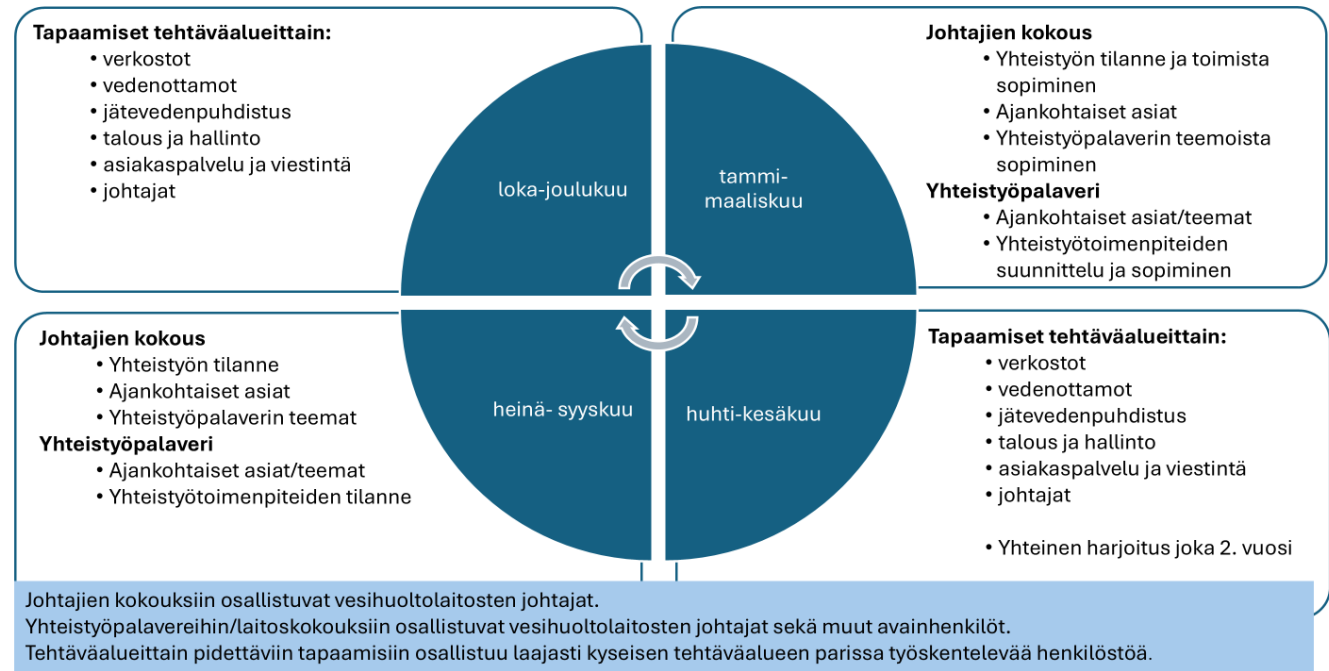 Tapaamiset tehtäväalueittain:
• verkostot
• vedenottamot
• jätevedenpuhdistus
• talous ja hallinto
• asiakaspalvelu ja viestintä
• johtajat
loka-joulukuu
tammi-
maaliskuu
Johtajien kokous
• Yhteistyön tilanne ja toimista
sopiminen
• Ajankohtaiset asiat
• Yhteistyöpalaverin teemoista
sopiminen
Yhteistyöpalaveri
• Ajankohtaiset asiat/teemat
• Yhteistyötoimenpiteiden
suunnittelu ja sopiminen
Johtajien kokous
• Yhteistyön tilanne
• Ajankohtaiset asiat
• Yhteistyöpalaverin teemat
Yhteistyöpalaveri
• Ajankohtaiset asiat/teemat
• Yhteistyötoimenpiteiden tilanne
heinä- syyskuu
huhti-kesäkuu
Tapaamiset tehtäväalueittain:
• verkostot
• vedenottamot
• jätevedenpuhdistus
• talous ja hallinto
• asiakaspalvelu ja viestintä
• johtajat
• Yhteinen harjoitus joka 2. vuosi
Johtajien kokouksiin osallistuvat vesihuoltolaitosten johtajat.
Yhteistyöpalavereihin/laitoskokouksiin osallistuvat vesihuoltolaitosten johtajat sekä muut avainhenkilöt.
Tehtäväalueittain pidettäviin tapaamisiin osallistuu laajasti kyseisen tehtäväalueen parissa työskentelevää henkilöstöä.